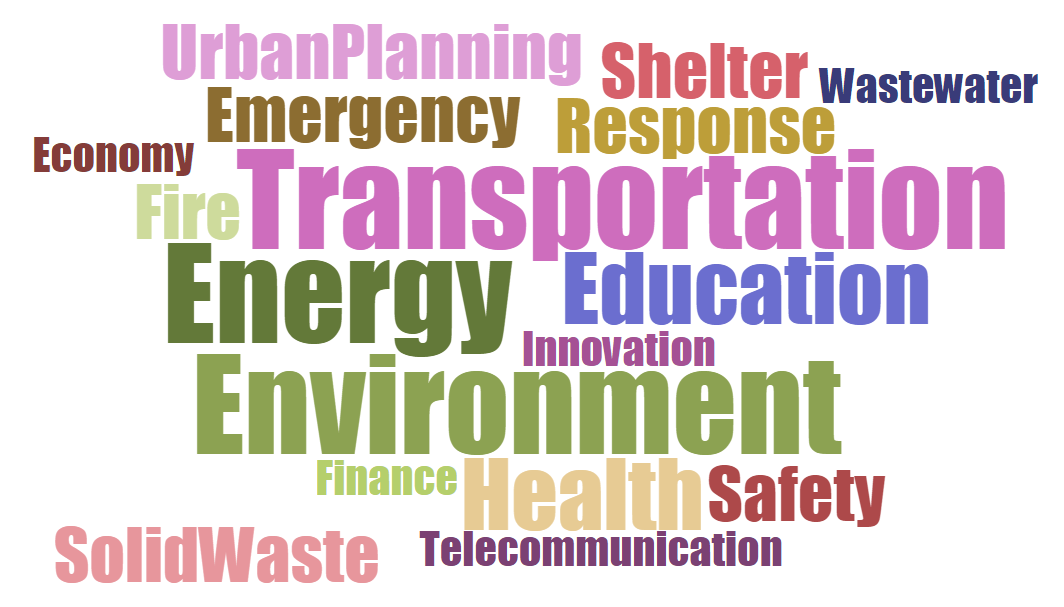 UrbanPlanning
Shelter
Wastewater
Emergency
Response
Economy
Transportation
Fire
Energy
Education
Innovation
Environment
Finance
Health
Safety
SolidWaste
Telecommunication